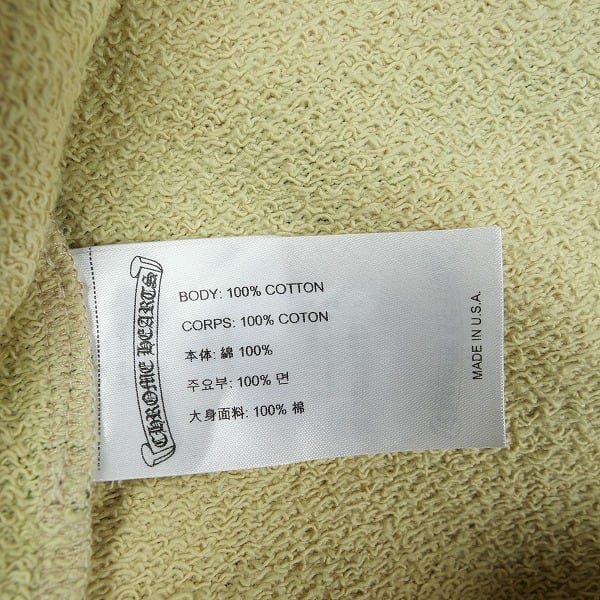 CHROME HEARTS
BODY: 100% COTTON
CORPS: 100% COTON
本体: 綿 100%
주요부: 100% 면
大身面料: 100% 棉
MADE IN U.S.A.